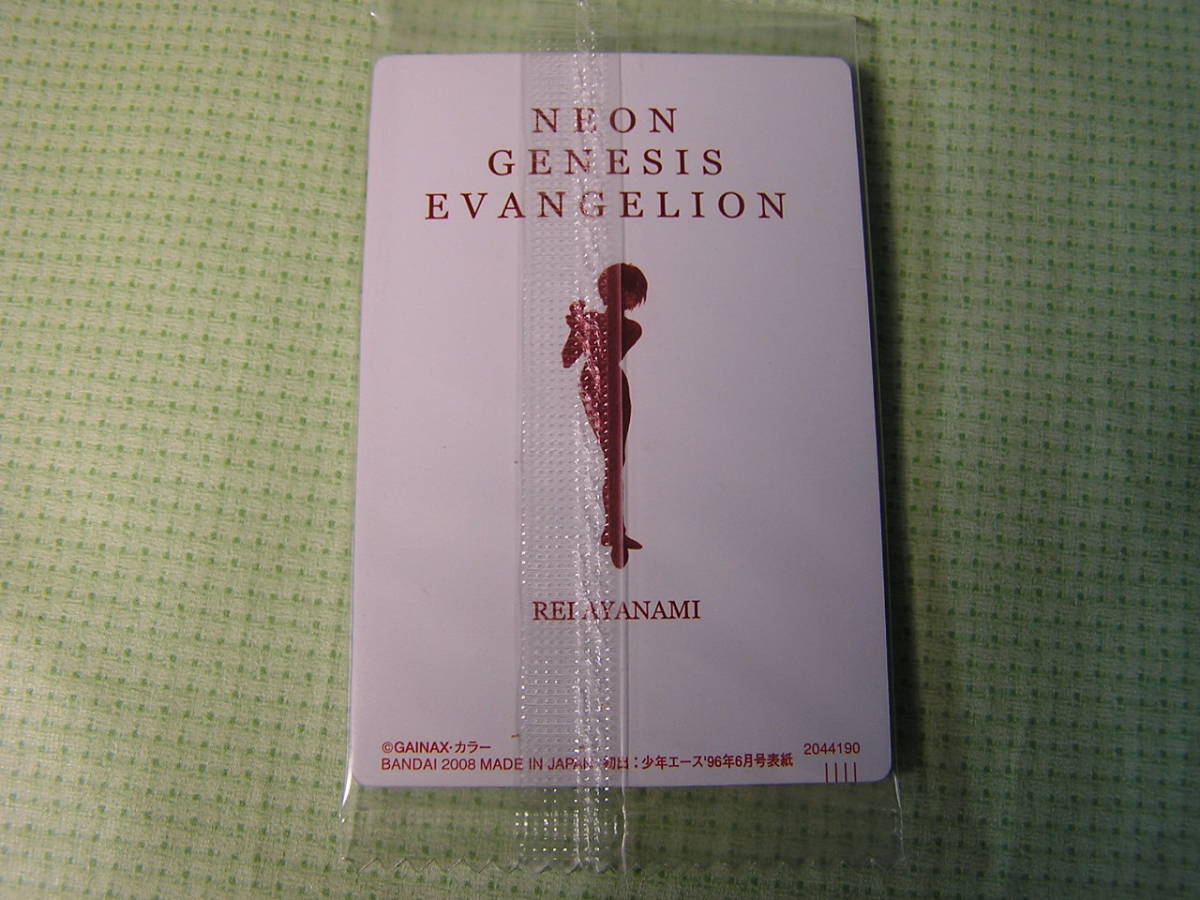 NEON
GENESIS
EVANGELION
REI AYANAMI
©GAINAX・カラー
BANDAI 2008 MADE IN JAPAN 初出：少年エース'96年6月号表紙
2044190